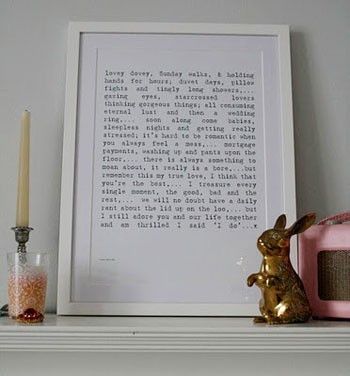 lovey dovey, Sunday walks, & holding
hands for hours; duvet days, pillow
fights and tingly long showers,...
gazing eyes, starcrossed lovers
thinking gorgeous things; all consuming
eternal lust and then a wedding
ring,... soon along come babies,
sleepless nights and getting really
stressed; it's hard to be romantic when
you always feel a mess,... mortgage
payments, washing up and pants upon the
floor,... there is always something to
moan about, it really is a bore,...but
remember this my true love, I think that
you're the best,... I treasure every
single moment, the good, bad and the
rest,... we will no doubt have a daily
rant about the lid up on the loo,... but
I still adore you and our life together
and am thrilled I said 'I do'...x